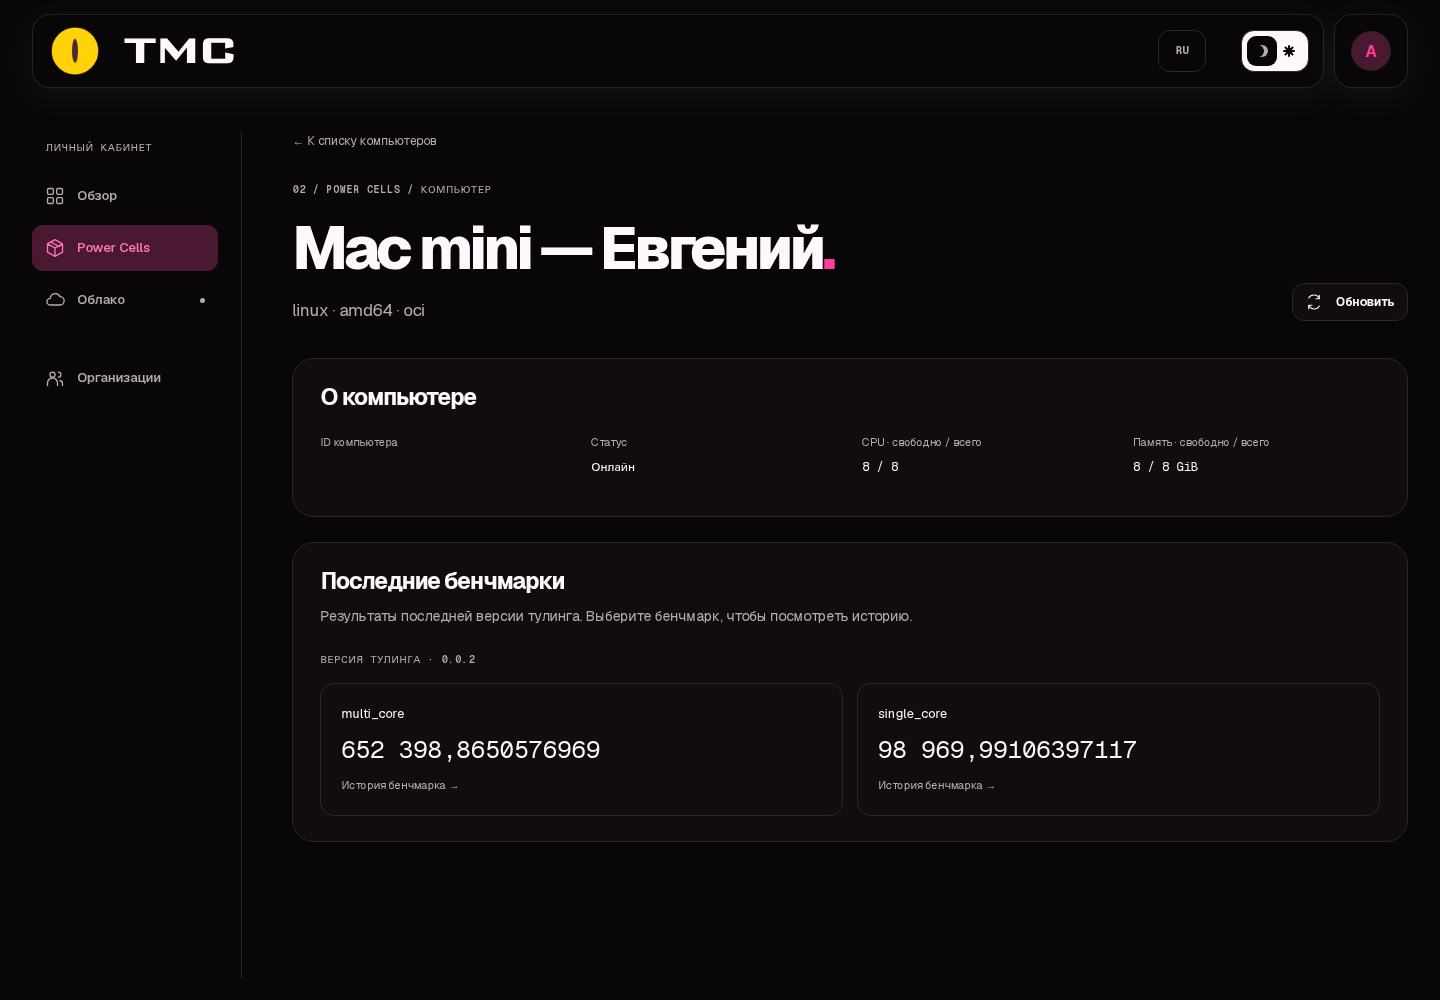 TMC
RU
A
ЛИЧНЫЙ КАБИНЕТ
Обзор
Power Cells
Облако
Организации
← К списку компьютеров
02 / POWER CELLS / КОМПЬЮТЕР
Mac mini — Евгений.
linux · amd64 · oci
Обновить
О компьютере
ID компьютера
Статус
Онлайн
CPU · свободно / всего
8 / 8
Память · свободно / всего
8 / 8 GiB
Последние бенчмарки
Результаты последней версии тулинга. Выберите бенчмарк, чтобы посмотреть историю.
ВЕРСИЯ ТУЛИНГА · 0.0.2
multi_core
652 398,8650576969
История бенчмарка →
single_core
98 969,99106397117
История бенчмарка →